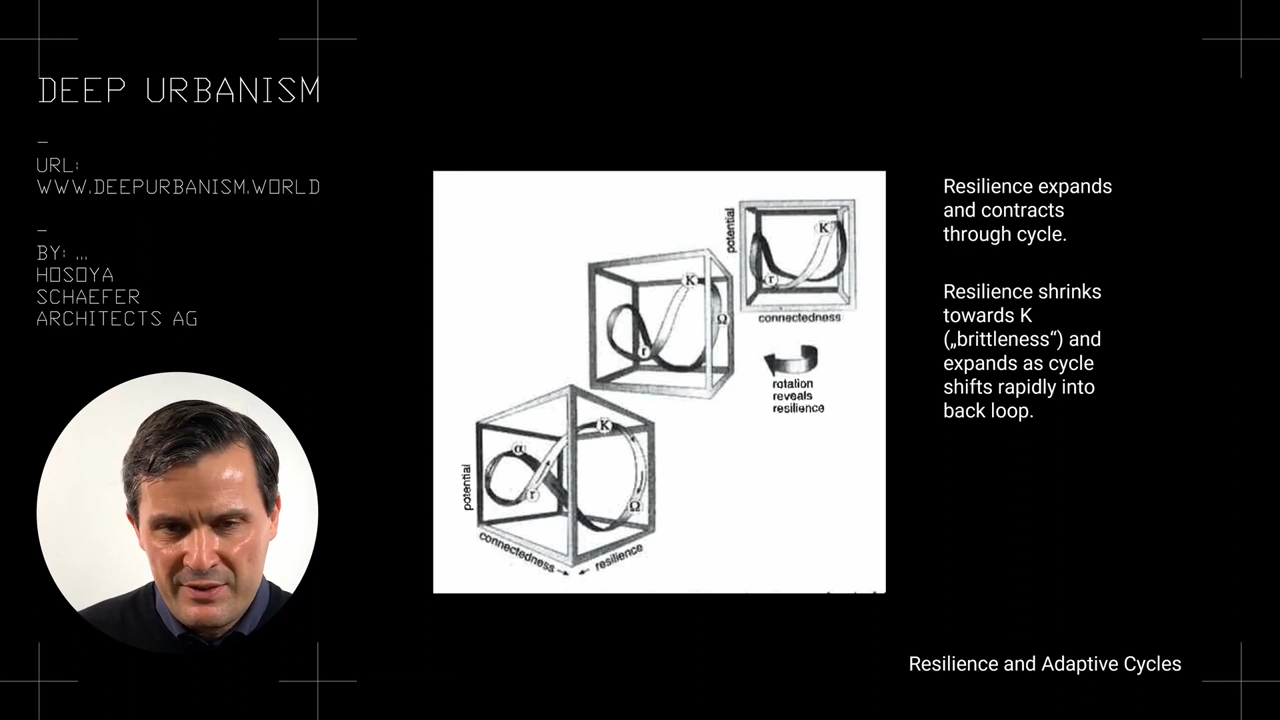 DEEP URBANISM
–
URL:
WWW.DEEPURBANISM.WORLD
–
BY: ...
HOSOYA
SCHAEFER
ARCHITECTS AG
potential
K
r
connectedness
K
Ω
r
rotation
reveals
resilience
K
α
r
Ω
potential
connectedness
resilience
Resilience expands
and contracts
through cycle.
Resilience shrinks
towards K
(„brittleness“) and
expands as cycle
shifts rapidly into
back loop.
Resilience and Adaptive Cycles